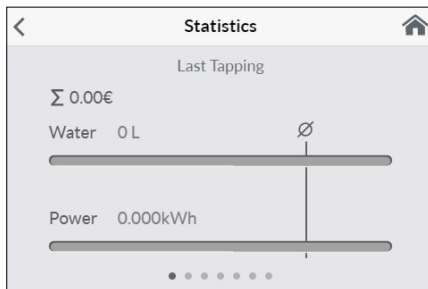 Statistics
Last Tapping
Σ 0.00€
Water 0 L Ø
Power 0.000kWh